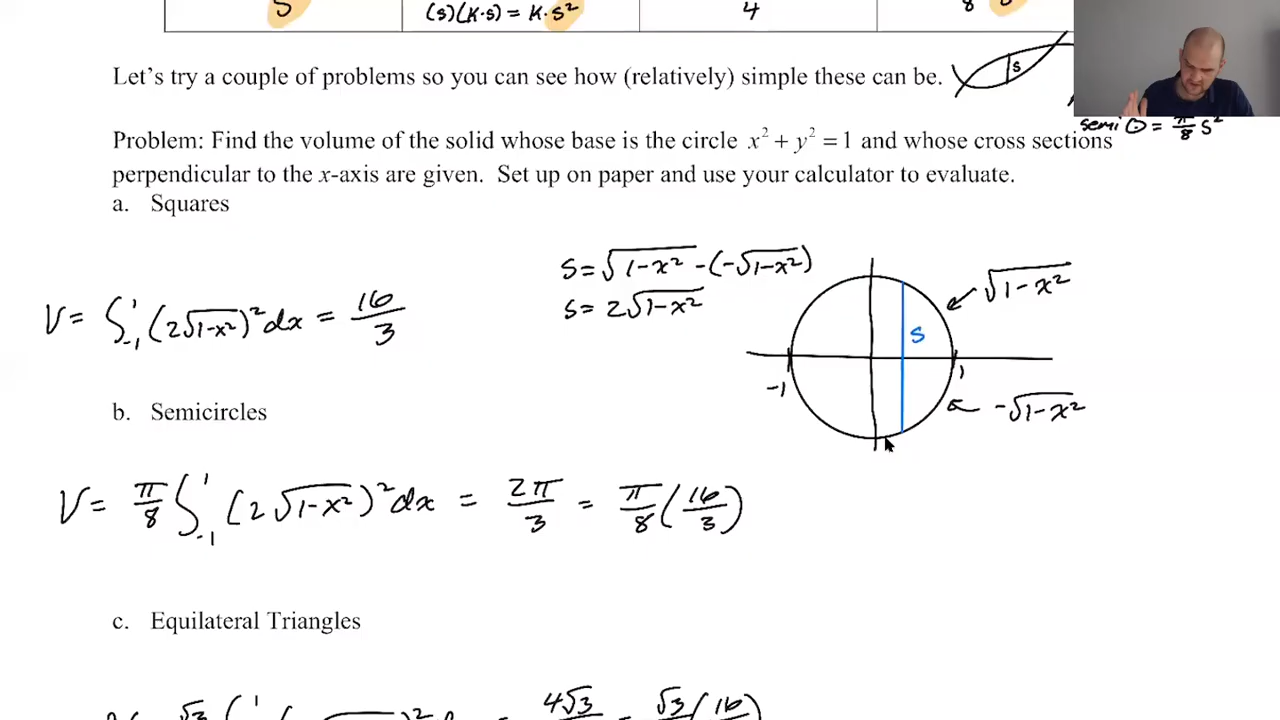 S (s)(K·s) = K·s² 4 8
Let's try a couple of problems so you can see how (relatively) simple these can be.
s
semi ⊙ = π/8 s²
Problem: Find the volume of the solid whose base is the circle x² + y² = 1 and whose cross sections
perpendicular to the x-axis are given. Set up on paper and use your calculator to evaluate.
a. Squares
s = √(1-x²) - (-√(1-x²))
s = 2√(1-x²)
√(1-x²)
V = ∫₋₁¹ (2√(1-x²))² dx = 16/3
s
-1 1
-√(1-x²)
b. Semicircles
V = π/8 ∫₋₁¹ (2√(1-x²))² dx = 2π/3 = π/8 (16/3)
c. Equilateral Triangles